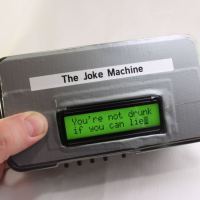 The Joke Machine
You're not drunk
if you can lie